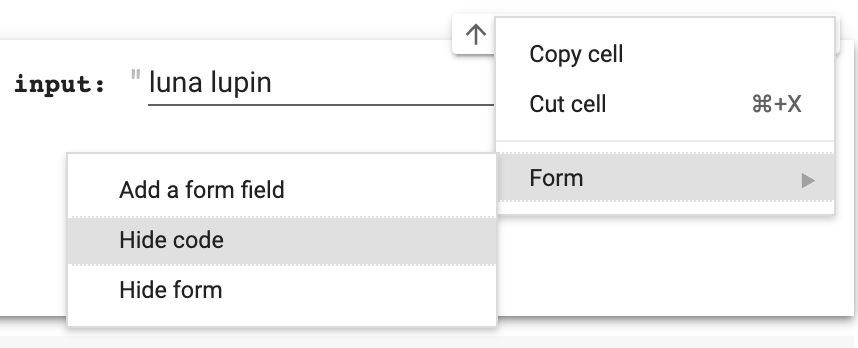 Copy cell
input: " luna lupin
Cut cell ⌘+X
Form ▶
Add a form field
Hide code
Hide form